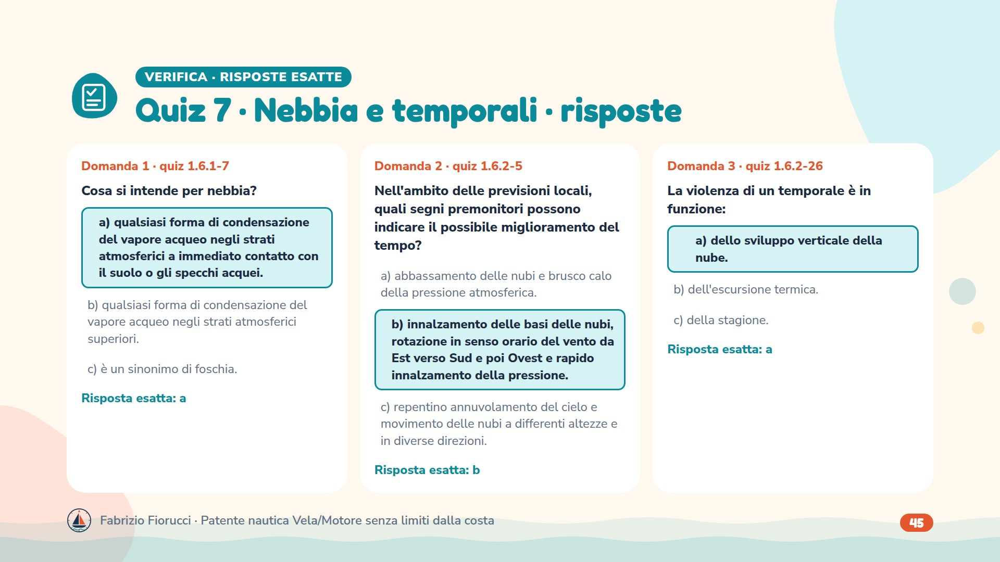 VERIFICA · RISPOSTE ESATTE
Quiz 7 · Nebbia e temporali · risposte
Domanda 1 · quiz 1.6.1-7
Cosa si intende per nebbia?
a) qualsiasi forma di condensazione
del vapore acqueo negli strati
atmosferici a immediato contatto con
il suolo o gli specchi acquei.
b) qualsiasi forma di condensazione del
vapore acqueo negli strati atmosferici
superiori.
c) è un sinonimo di foschia.
Risposta esatta: a
Domanda 2 · quiz 1.6.2-5
Nell'ambito delle previsioni locali,
quali segni premonitori possono
indicare il possibile miglioramento del
tempo?
a) abbassamento delle nubi e brusco calo
della pressione atmosferica.
b) innalzamento delle basi delle nubi,
rotazione in senso orario del vento da
Est verso Sud e poi Ovest e rapido
innalzamento della pressione.
c) repentino annuvolamento del cielo e
movimento delle nubi a differenti altezze e
in diverse direzioni.
Risposta esatta: b
Domanda 3 · quiz 1.6.2-26
La violenza di un temporale è in
funzione:
a) dello sviluppo verticale della
nube.
b) dell'escursione termica.
c) della stagione.
Risposta esatta: a
Fabrizio Fiorucci · Patente nautica Vela/Motore senza limiti dalla costa
45